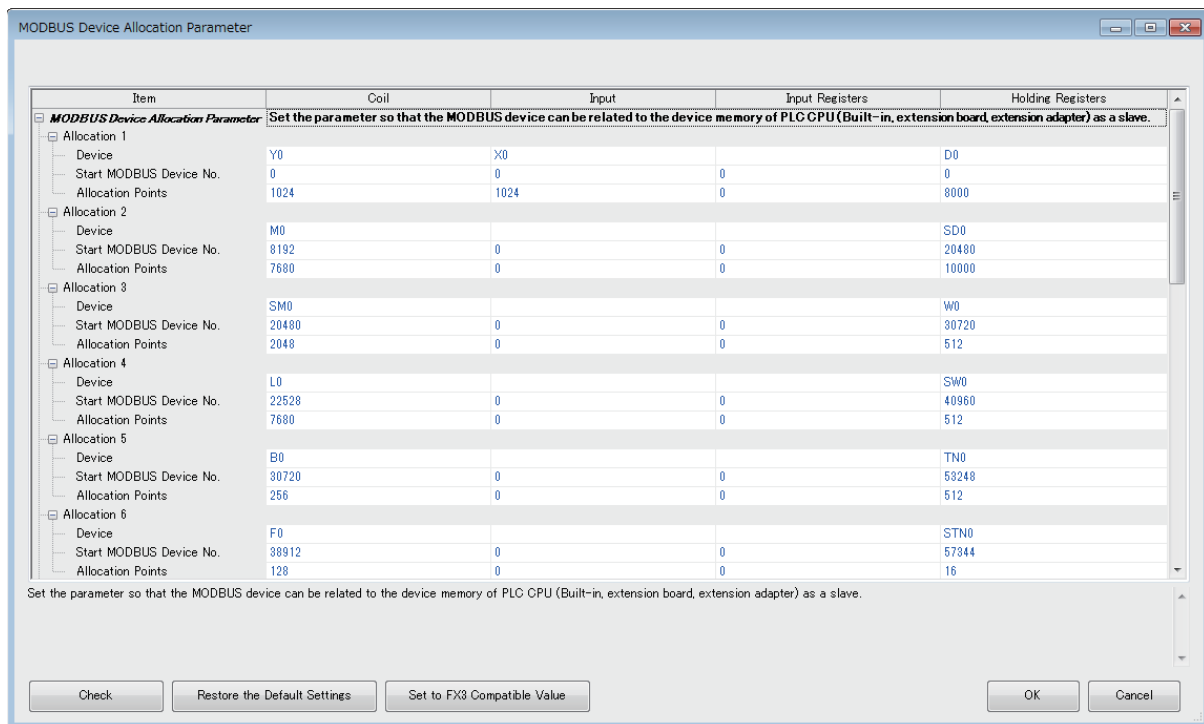 MODBUS Device Allocation Parameter
Item Coil Input Input Registers Holding Registers
MODBUS Device Allocation Parameter Set the parameter so that the MODBUS device can be related to the device memory of PLC CPU (Built-in, extension board, extension adapter) as a slave.
Allocation 1
Device Y0 X0 D0
Start MODBUS Device No. 0 0 0 0
Allocation Points 1024 1024 0 8000
Allocation 2
Device M0 SD0
Start MODBUS Device No. 8192 0 0 20480
Allocation Points 7680 0 0 10000
Allocation 3
Device SM0 W0
Start MODBUS Device No. 20480 0 0 30720
Allocation Points 2048 0 0 512
Allocation 4
Device L0 SW0
Start MODBUS Device No. 22528 0 0 40960
Allocation Points 7680 0 0 512
Allocation 5
Device B0 TN0
Start MODBUS Device No. 30720 0 0 53248
Allocation Points 256 0 0 512
Allocation 6
Device F0 STN0
Start MODBUS Device No. 38912 0 0 57344
Allocation Points 128 0 0 16
Set the parameter so that the MODBUS device can be related to the device memory of PLC CPU (Built-in, extension board, extension adapter) as a slave.
Check Restore the Default Settings Set to FX3 Compatible Value OK Cancel